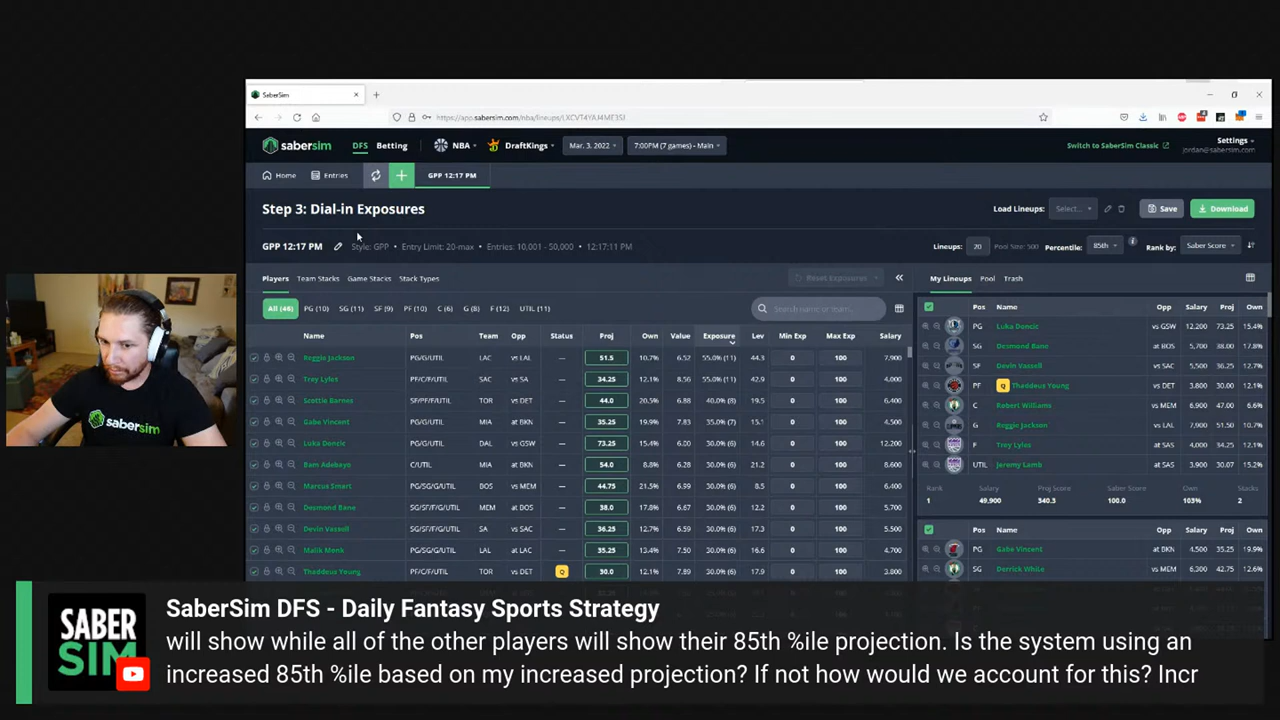 SaberSim
https://app.sabersim.com/nba/lineups/
sabersim DFS Betting NBA DraftKings Mar. 3, 2022 7:00PM (7 games) - Main Switch to SaberSim Classic Settings
jordan@sabersim.com
Home Entries GPP 12:17 PM
Step 3: Dial-in Exposures Load Lineups: Select... Save Download
GPP 12:17 PM Style: GPP • Entry Limit: 20-max • Entries: 10,001 - 50,000 • 12:17:11 PM Lineups: 20 Pool Size: 500 Percentile: 85th Rank by: Saber Score
Players Team Stacks Game Stacks Stack Types Reset Exposures My Lineups Pool Trash
All (46) PG (10) SG (11) SF (9) PF (10) C (6) G (8) F (12) UTIL (11) Search name or team...
Name Pos Team Opp Status Proj Own Value Exposure Lev Min Exp Max Exp Salary
Reggie Jackson PG/G/UTIL LAC vs LAL — 51.5 10.7% 6.52 55.0% (11) 44.3 0 100 7,900
Trey Lyles PF/C/F/UTIL SAC vs SA — 34.25 12.1% 8.56 55.0% (11) 42.9 0 100 4,000
Scottie Barnes SF/PF/F/UTIL TOR vs DET — 44.0 20.5% 6.88 40.0% (8) 19.5 0 100 6,400
Gabe Vincent PG/G/UTIL MIA at BKN — 35.25 19.9% 7.83 35.0% (7) 15.1 0 100 4,500
Luka Doncic PG/G/UTIL DAL vs GSW — 73.25 15.4% 6.00 30.0% (6) 14.6 0 100 12,200
Bam Adebayo C/UTIL MIA at BKN — 54.0 8.8% 6.28 30.0% (6) 21.2 0 100 8,600
Marcus Smart PG/SG/G/UTIL BOS vs MEM — 44.75 21.5% 6.99 30.0% (6) 8.5 0 100 6,400
Desmond Bane SG/SF/F/G/UTIL MEM at BOS — 38.0 17.8% 6.67 30.0% (6) 12.2 0 100 5,700
Devin Vassell SG/SF/F/G/UTIL SA vs SAC — 36.25 12.7% 6.59 30.0% (6) 17.3 0 100 5,500
Malik Monk PG/SG/G/UTIL LAL at LAC — 35.25 13.4% 7.50 30.0% (6) 16.6 0 100 4,700
Thaddeus Young PF/C/F/UTIL TOR vs DET Q 30.0 12.1% 7.89 30.0% (6) 17.9 0 100 3,800
Pos Name Opp Salary Proj Own
PG Luka Doncic vs GSW 12,200 73.25 15.4%
SG Desmond Bane at BOS 5,700 38.00 17.8%
SF Devin Vassell vs SAC 5,500 36.25 12.7%
PF Q Thaddeus Young vs DET 3,800 30.00 12.1%
C Robert Williams vs MEM 6,900 47.00 6.6%
G Reggie Jackson vs LAL 7,900 51.50 10.7%
F Trey Lyles at SAS 4,000 34.25 12.1%
UTIL Jeremy Lamb at SAS 3,900 30.07 15.2%
Rank Salary Proj Score Saber Score Own Stacks
1 49,900 340.3 100.0 103% 2
Pos Name Opp Salary Proj Own
PG Gabe Vincent at BKN 4,500 35.25 19.9%
SG Derrick White vs MEM 6,300 42.75 12.6%
sabersim
SABER
SIM
SaberSim DFS - Daily Fantasy Sports Strategy
will show while all of the other players will show their 85th %ile projection. Is the system using an
increased 85th %ile based on my increased projection? If not how would we account for this? Incr